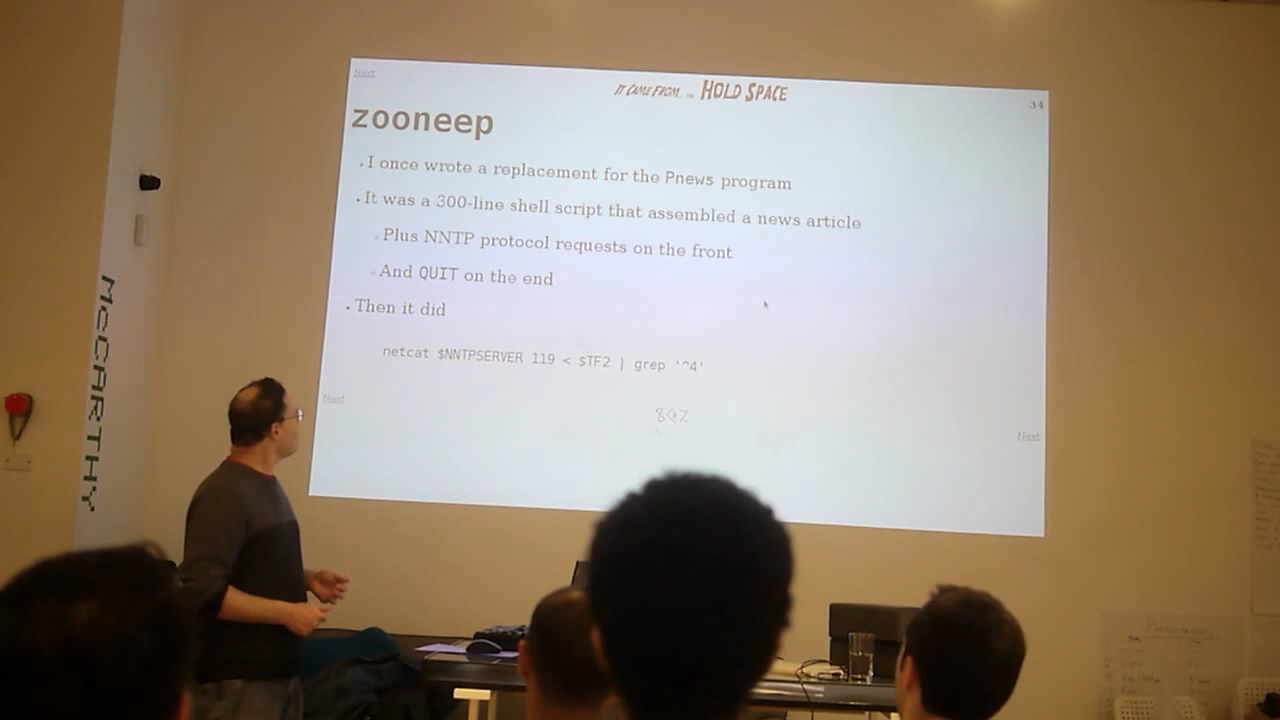 Next
IT CAME FROM... THE HOLD SPACE
34
zooneep
I once wrote a replacement for the Pnews program
It was a 300-line shell script that assembled a news article
Plus NNTP protocol requests on the front
And QUIT on the end
Then it did
netcat $NNTPSERVER 119 < $TF2 | grep '^4'
Next
Next
McCARTHY